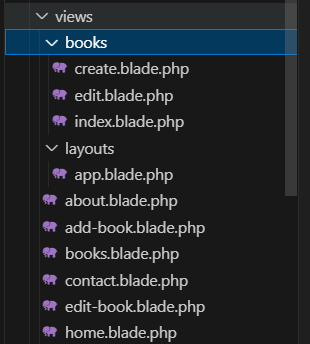 views
books
create.blade.php
edit.blade.php
index.blade.php
layouts
app.blade.php
about.blade.php
add-book.blade.php
books.blade.php
contact.blade.php
edit-book.blade.php
home.blade.php